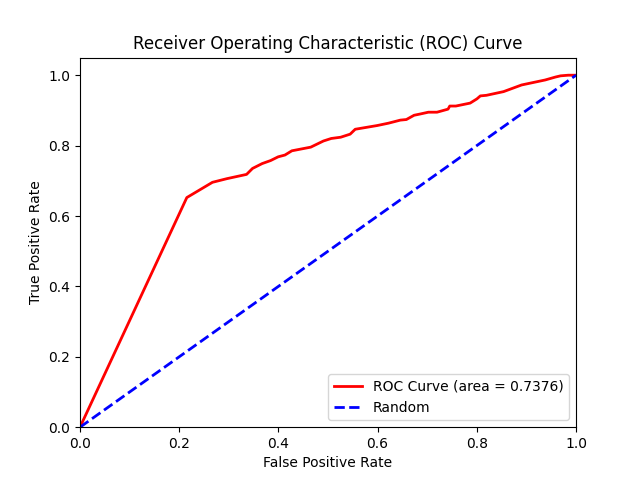 Receiver Operating Characteristic (ROC) Curve
True Positive Rate
1.0
0.8
0.6
0.4
0.2
0.0
0.0 0.2 0.4 0.6 0.8 1.0
False Positive Rate
ROC Curve (area = 0.7376)
Random